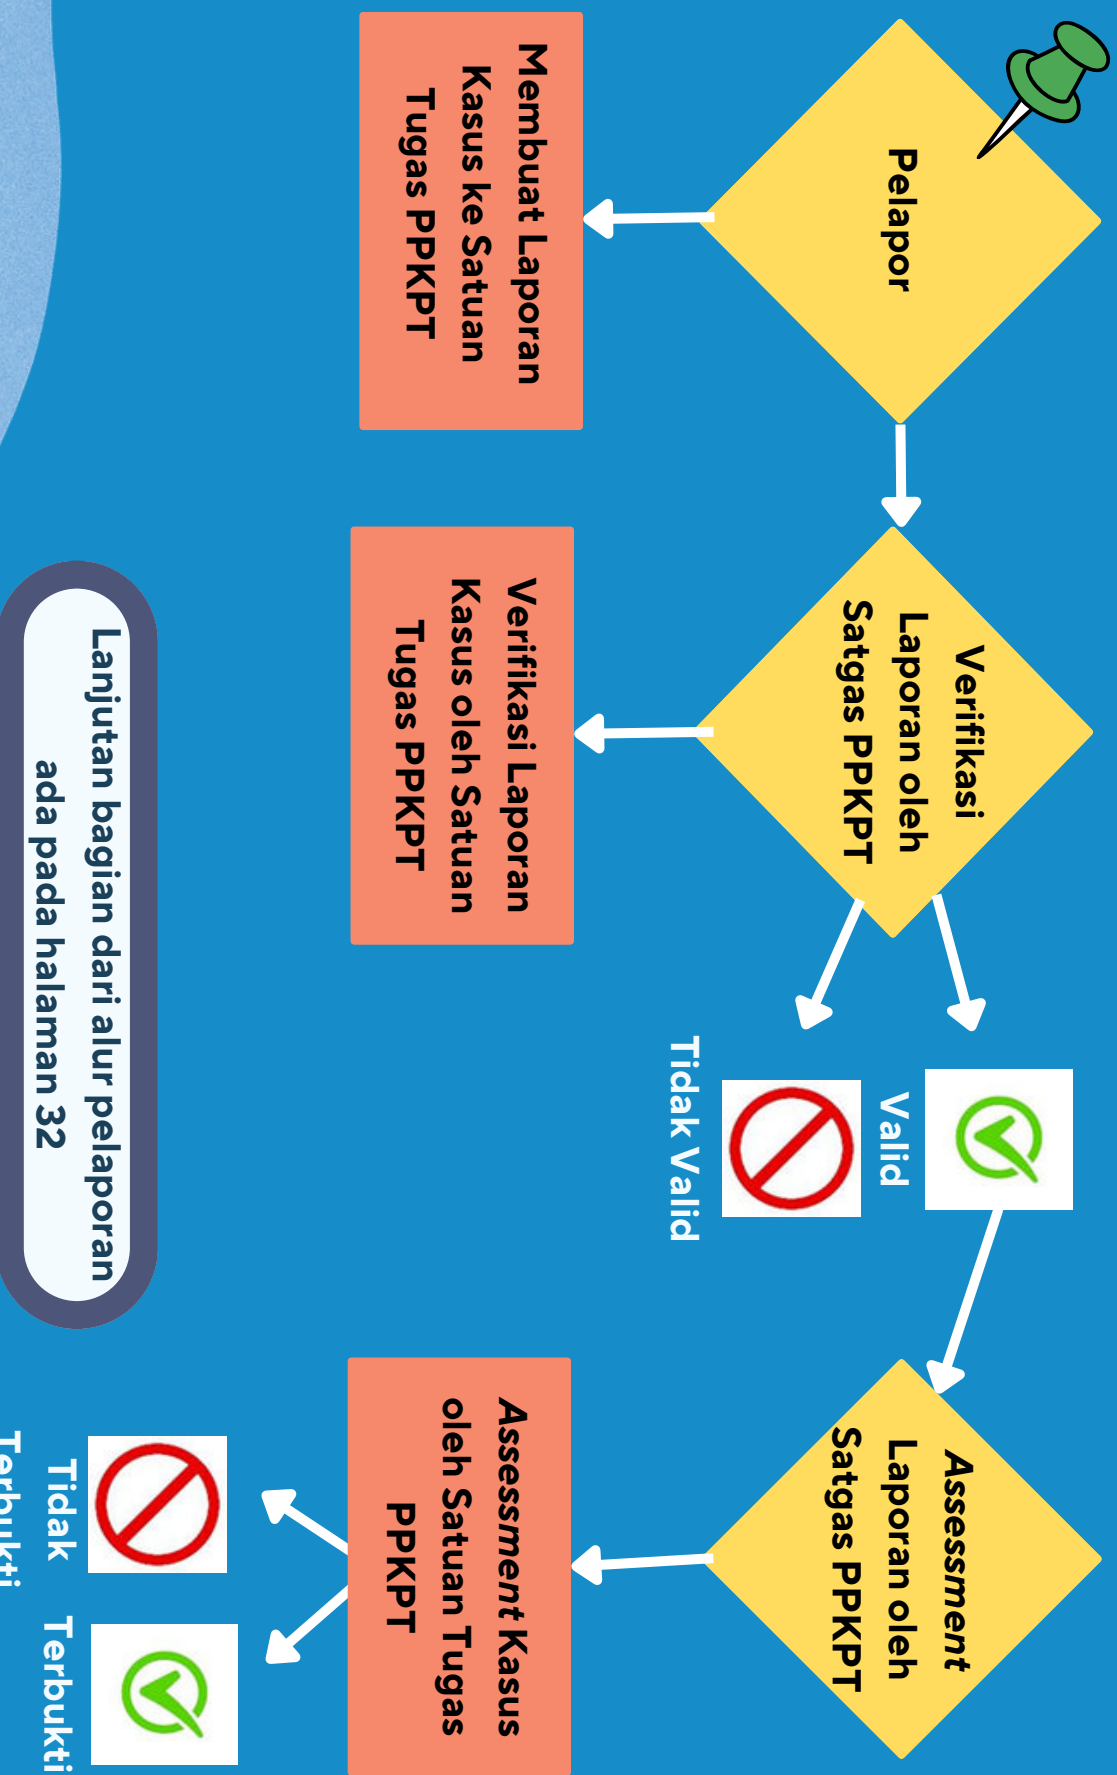 Pelapor
Membuat Laporan
Kasus ke Satuan
Tugas PPKPT
Verifikasi
Laporan oleh
Satgas PPKPT
Verifikasi Laporan
Kasus oleh Satuan
Tugas PPKPT
Valid
Tidak Valid
Assessment
Laporan oleh
Satgas PPKPT
Assessment Kasus
oleh Satuan Tugas
PPKPT
Tidak
Terbukti
Terbukti
Lanjutan bagian dari alur pelaporan
ada pada halaman 32